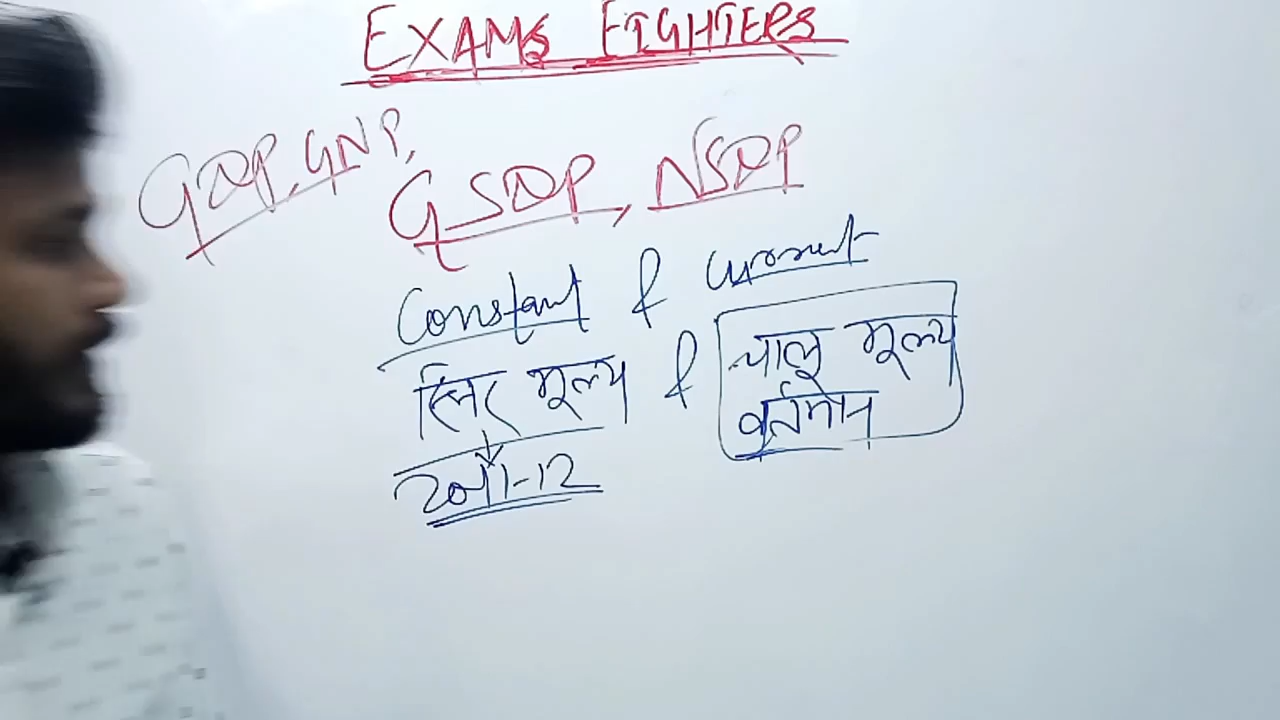 EXAMS FIGHTERS
GDP, GNP,
GSDP, NSDP
Constant & Current
स्थिर मूल्य & चालू मूल्य
वर्तमान
2011-12